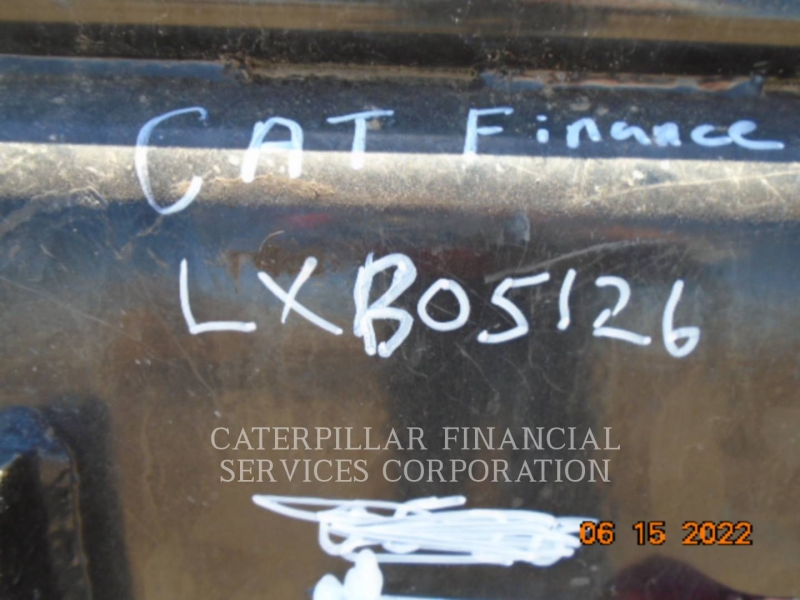 CAT Finance
LXB05126
CATERPILLAR FINANCIAL
SERVICES CORPORATION
06 15 2022